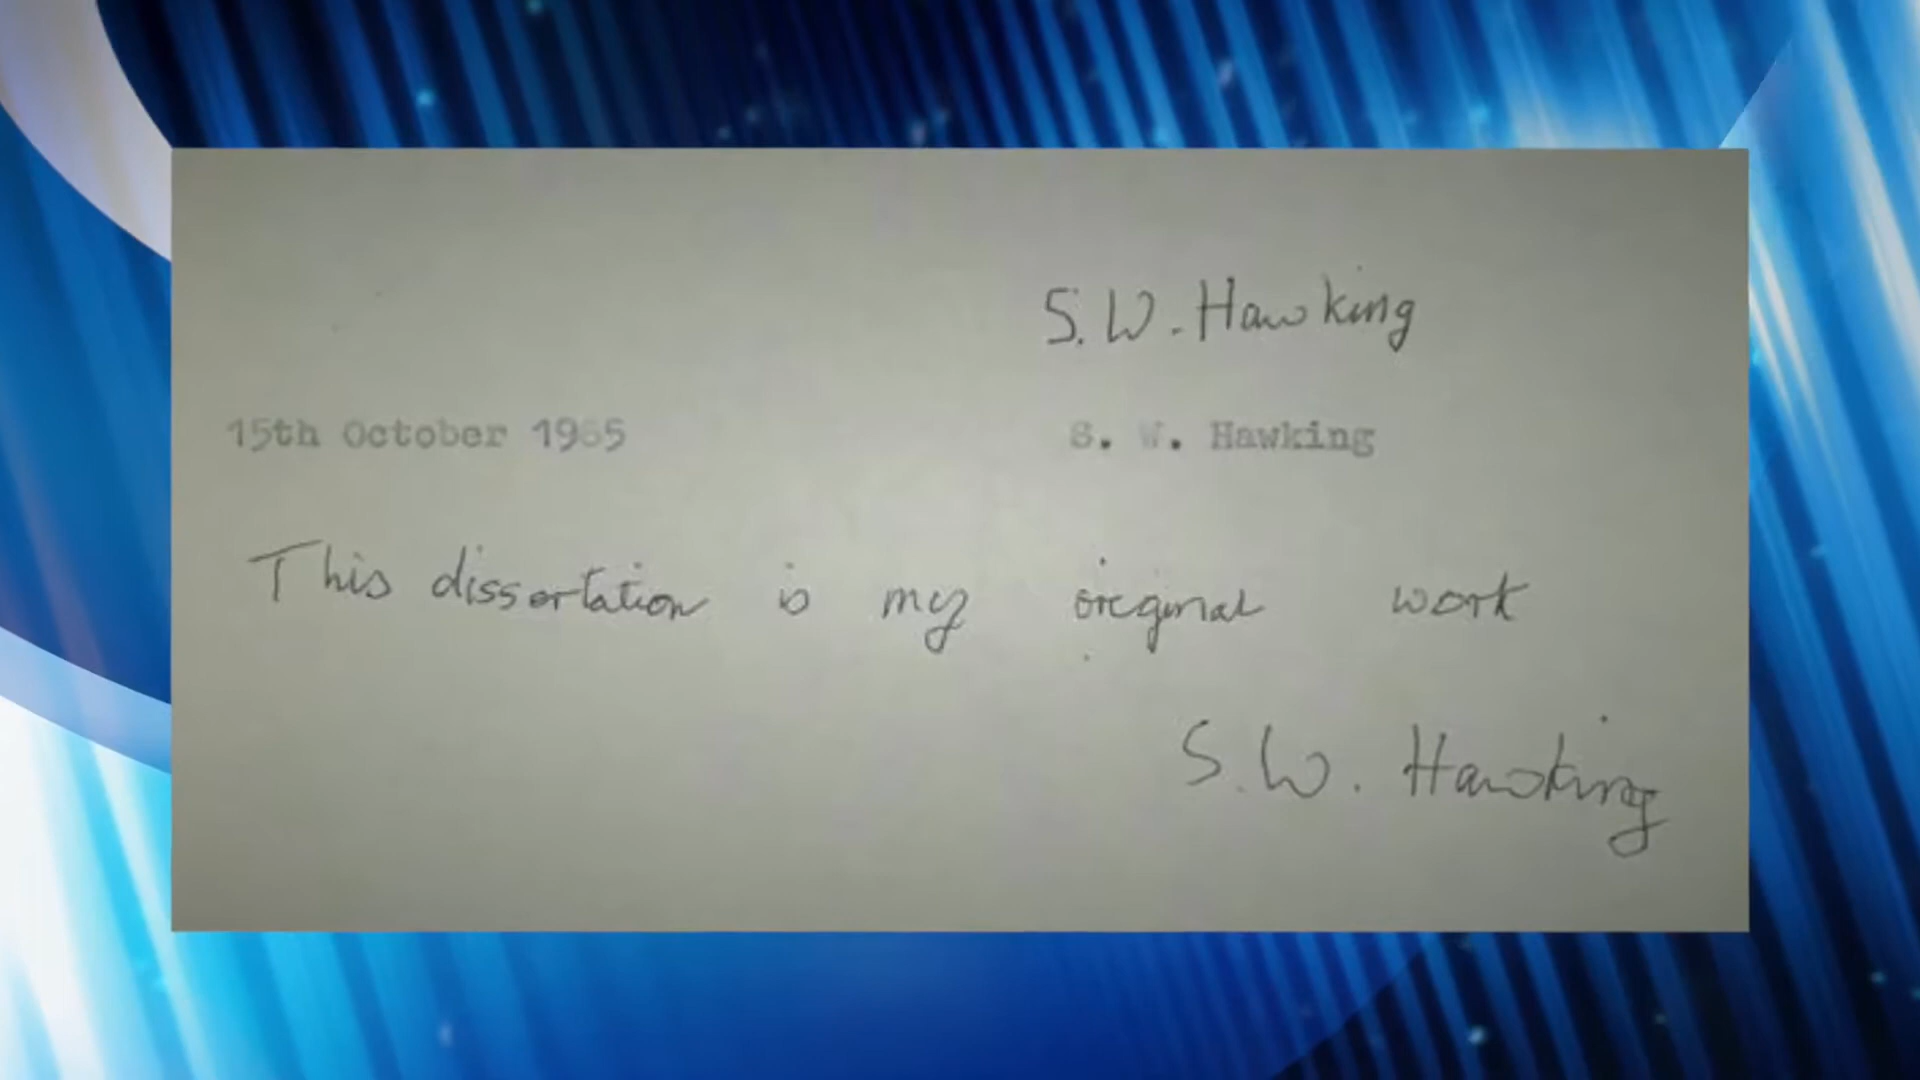 S. W. Hawking
15th October 1965 S. W. Hawking
This dissertation is my original work
S. W. Hawking